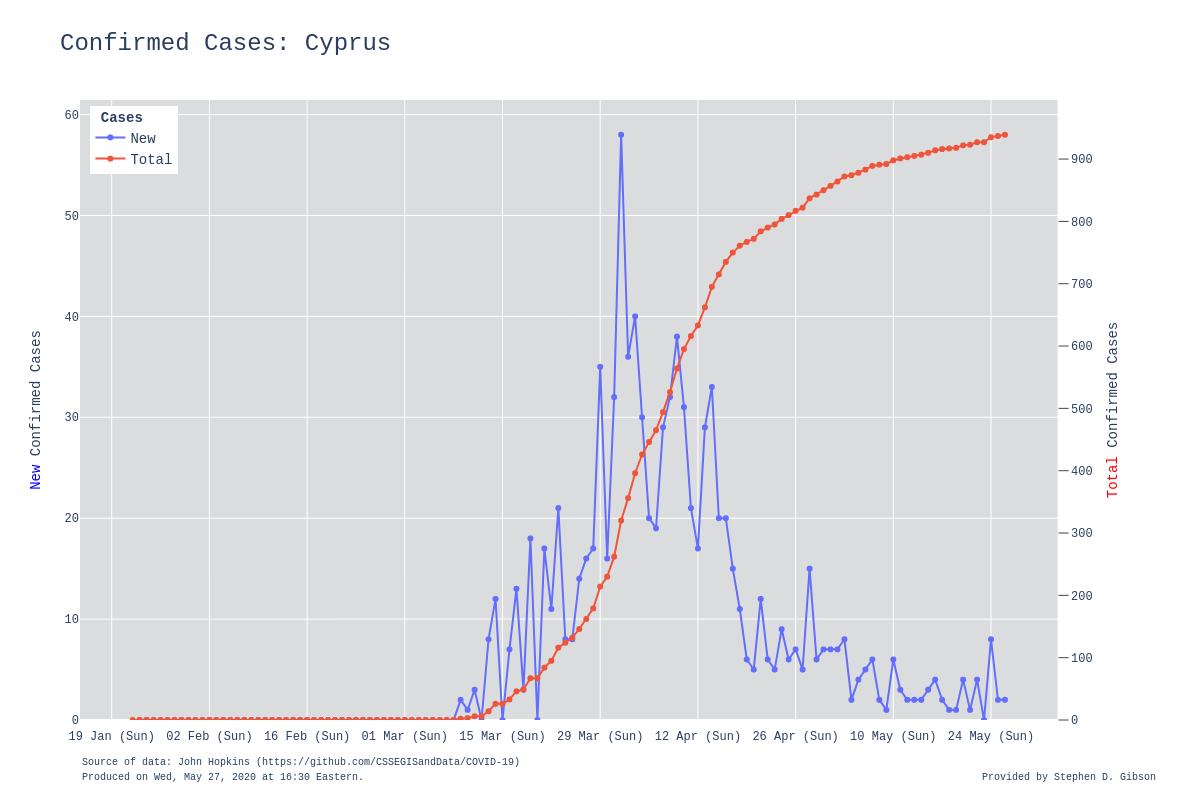 Confirmed Cases: Cyprus
Cases
New
Total
60
50
40
30
20
10
0
900
800
700
600
500
400
300
200
100
0
New Confirmed Cases
Total Confirmed Cases
19 Jan (Sun) 02 Feb (Sun) 16 Feb (Sun) 01 Mar (Sun) 15 Mar (Sun) 29 Mar (Sun) 12 Apr (Sun) 26 Apr (Sun) 10 May (Sun) 24 May (Sun)
Source of data: John Hopkins (https://github.com/CSSEGISandData/COVID-19)
Produced on Wed, May 27, 2020 at 16:30 Eastern.
Provided by Stephen D. Gibson